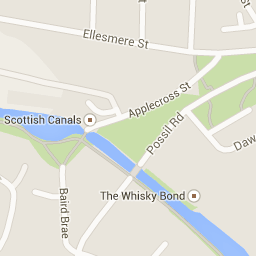 Ellesmere St
Applecross St
Scottish Canals
Possil Rd
Daw
The Whisky Bond
Baird
Brae